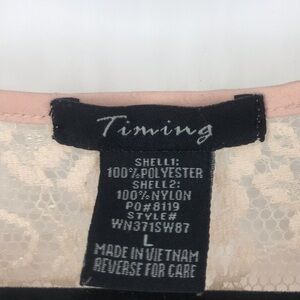 Timing
SHELL1:
100%POLYESTER
SHELL2:
100%NYLON
PO#8119
STYLE#
WN371SW87
L
MADE IN VIETNAM
REVERSE FOR CARE